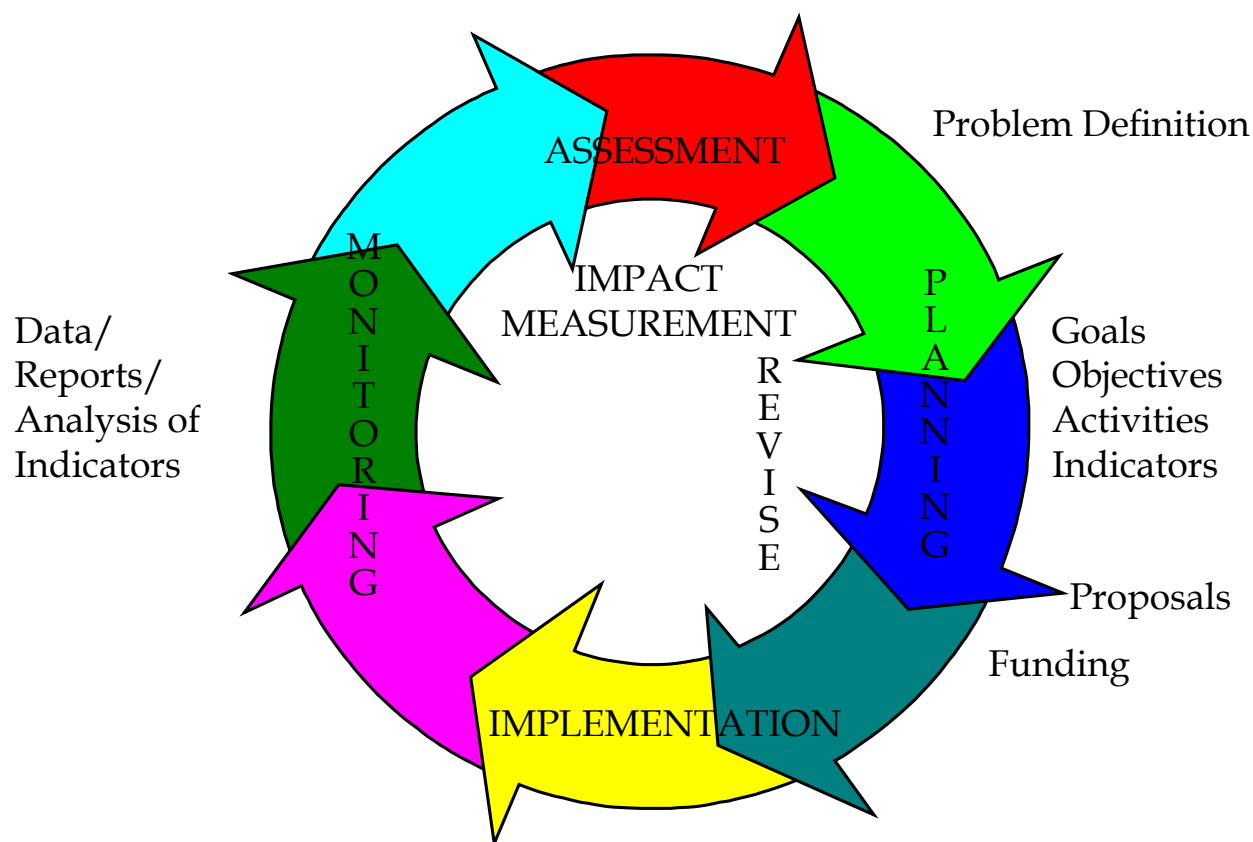 ASSESSMENT
Problem Definition
PLANNING
Goals
Objectives
Activities
Indicators
Proposals
Funding
IMPLEMENTATION
MONITORING
Data/
Reports/
Analysis of
Indicators
IMPACT
MEASUREMENT
REVISE